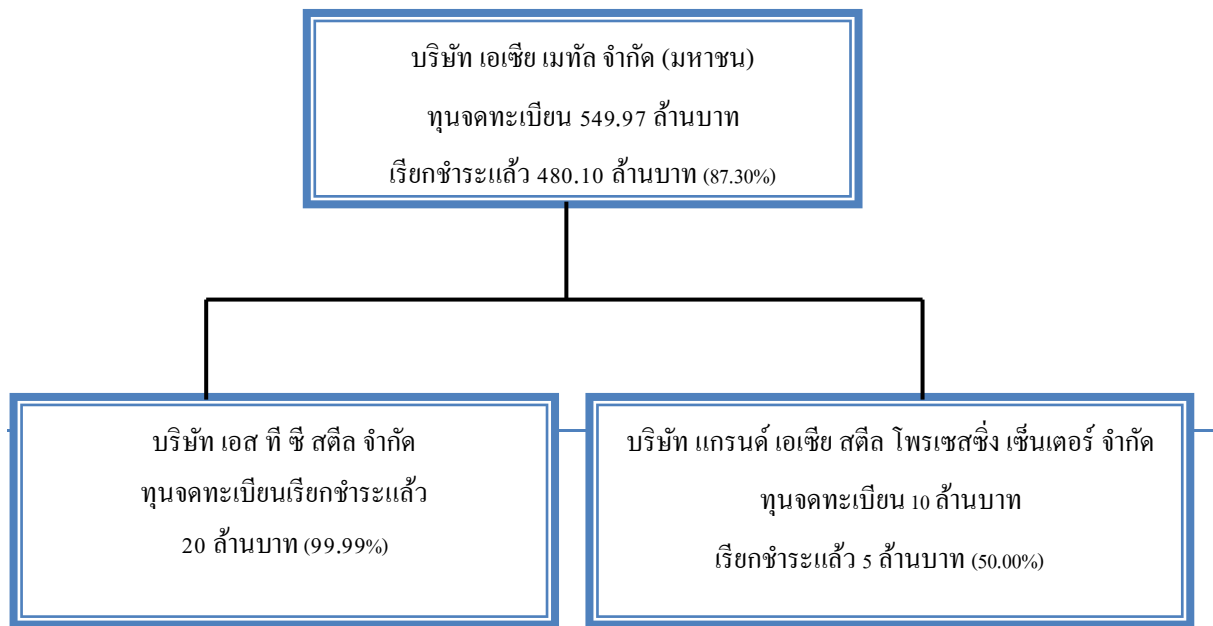 บริษัท เอเซีย เมทัล จำกัด (มหาชน)
ทุนจดทะเบียน 549.97 ล้านบาท
เรียกชำระแล้ว 480.10 ล้านบาท (87.30%)
บริษัท เอส ที ซี สตีล จำกัด
ทุนจดทะเบียนเรียกชำระแล้ว
20 ล้านบาท (99.99%)
บริษัท แกรนด์ เอเซีย สตีล โพรเซสซิ่ง เซ็นเตอร์ จำกัด
ทุนจดทะเบียน 10 ล้านบาท
เรียกชำระแล้ว 5 ล้านบาท (50.00%)